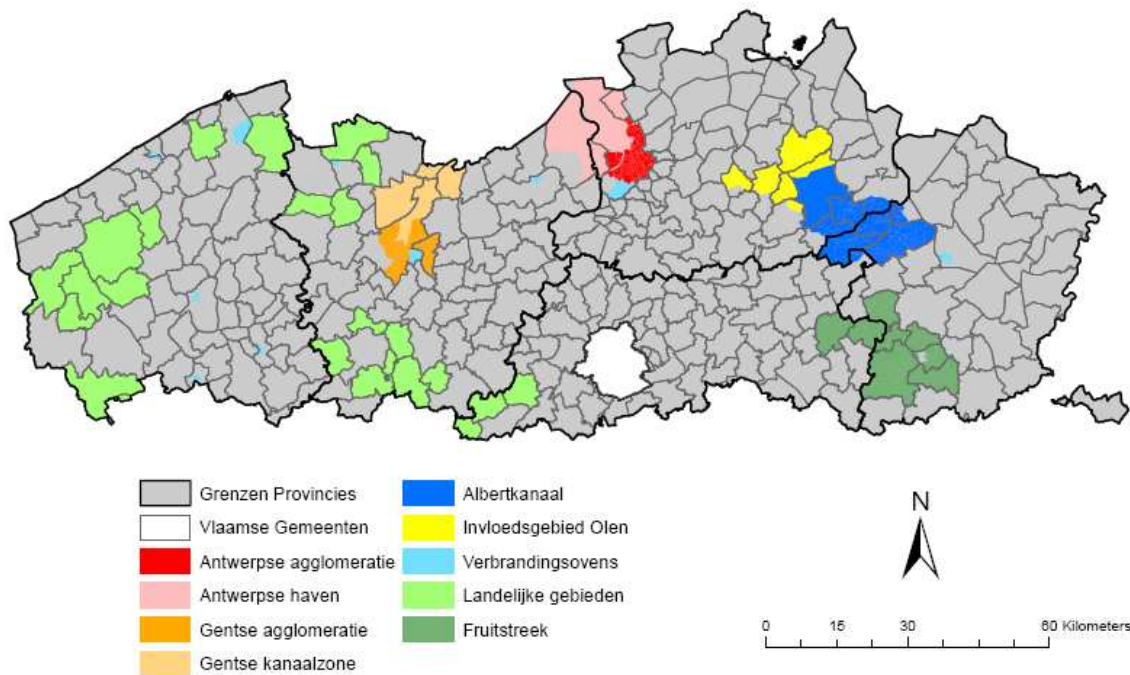 Grenzen Provincies
Vlaamse Gemeenten
Antwerpse agglomeratie
Antwerpse haven
Gentse agglomeratie
Gentse kanaalzone
Albertkanaal
Invloedsgebied Olen
Verbrandingsovens
Landelijke gebieden
Fruitstreek
N
0 15 30 60 Kilometers